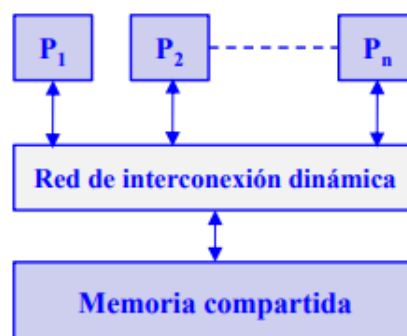 P1 P2 Pn
Red de interconexión dinámica
Memoria compartida